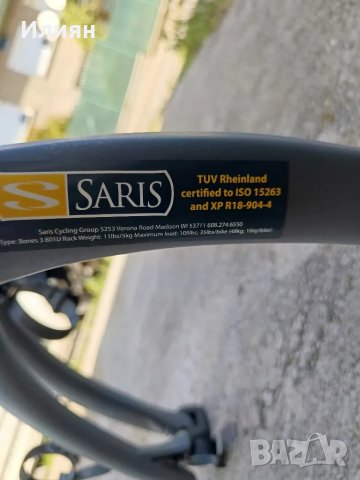 Илиян
S SARIS
TUV Rheinland
certified to ISO 15263
and XP R18-904-4
Saris Cycling Group 5253 Verona Road Madison WI 53711 608.274.6550
Type: Bones 3 801U Rack Weight: 11lbs/5kg Maximum load: 105lbs, 35lbs/bike (48kg; 16kg/bike)
BAZAR